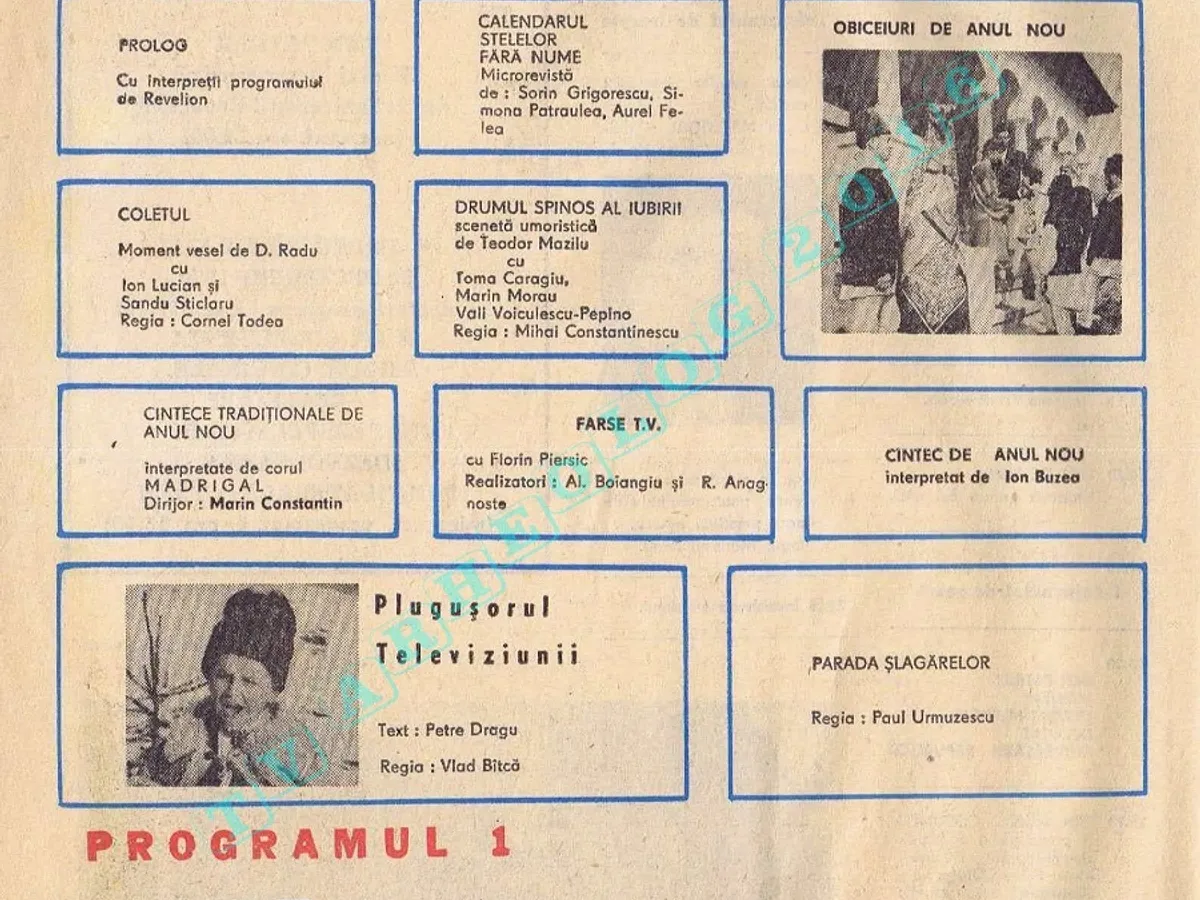 PROLOG
Cu interpreții programului
de Revelion
CALENDARUL
STELELOR
FĂRĂ NUME
Microrevistă
de : Sorin Grigorescu, Si-
mona Patraulea, Aurel Fe-
lea
OBICEIURI DE ANUL NOU
COLETUL
Moment vesel de D. Radu
cu
Ion Lucian și
Sandu Sticlaru
Regia : Cornel Todea
DRUMUL SPINOS AL IUBIRII
scenetă umoristică
de Teodor Mazilu
cu
Toma Caragiu,
Marin Morau
Vali Voiculescu-Pepino
Regia : Mihai Constantinescu
CINTECE TRADIȚIONALE DE
ANUL NOU
interpretate de corul
MADRIGAL
Dirijor : Marin Constantin
FARSE T.V.
cu Florin Piersic
Realizatori : Al. Boiangiu și R. Anag-
noste
CINTEC DE ANUL NOU
interpretat de Ion Buzea
Plugușorul
Televiziunii
Text : Petre Dragu
Regia : Vlad Bîtcă
PARADA ȘLAGĂRELOR
Regia : Paul Urmuzescu
PROGRAMUL 1
TV ARHEOLOG 2016